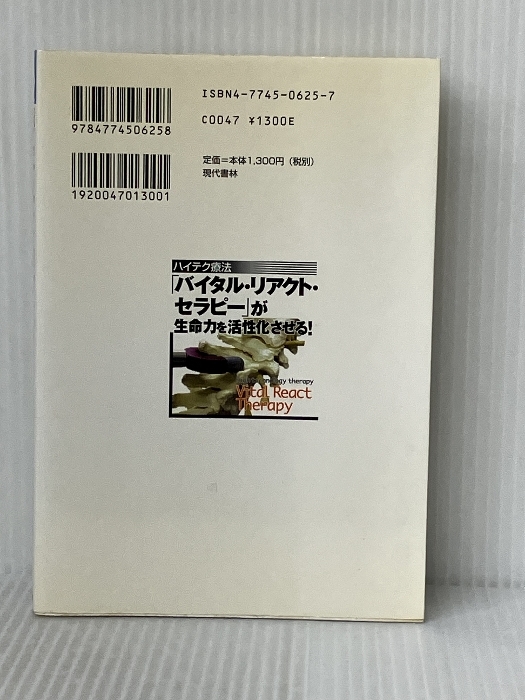 ISBN4-7745-0625-7
9784774506258
C0047 ¥1300E
1920047013001
定価=本体1,300円(税別)
現代書林
ハイテク療法
「バイタル・リアクト・
セラピー」が
生命力を活性化させる!
therapy
Vital React
Therapy